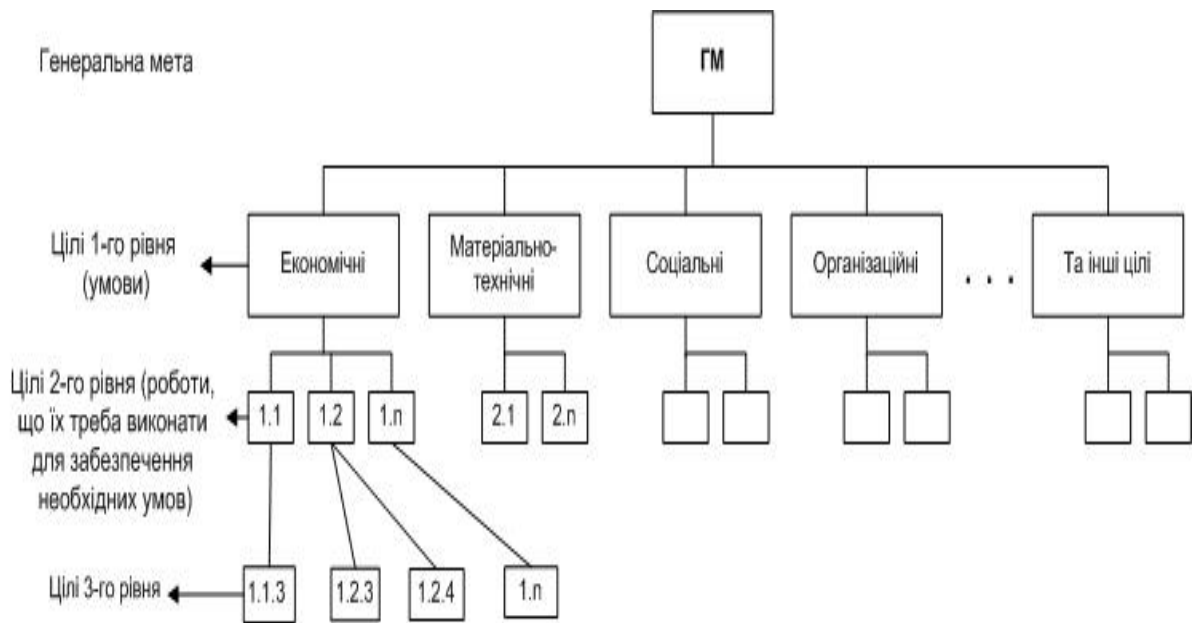 Генеральна мета
ГМ
Цілі 1-го рівня
(умови)
Економічні
Матеріально-
технічні
Соціальні
Організаційні
. . .
Та інші цілі
Цілі 2-го рівня (роботи,
що їх треба виконати
для забезпечення
необхідних умов)
1.1
1.2
1.n
2.1
2.n
Цілі 3-го рівня
1.1.3
1.2.3
1.2.4
1.n